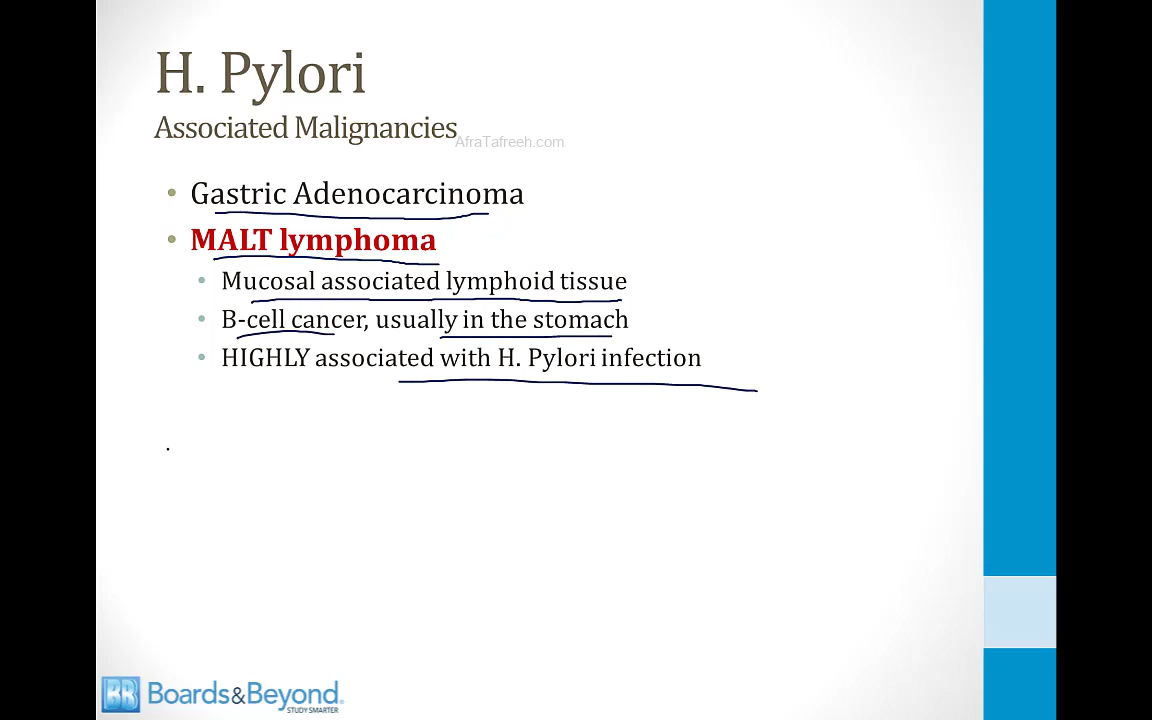 H. Pylori
Associated Malignancies
AfraTafreeh.com
• Gastric Adenocarcinoma
• MALT lymphoma
• Mucosal associated lymphoid tissue
• B-cell cancer, usually in the stomach
• HIGHLY associated with H. Pylori infection
BB Boards&Beyond.
STUDY SMARTER